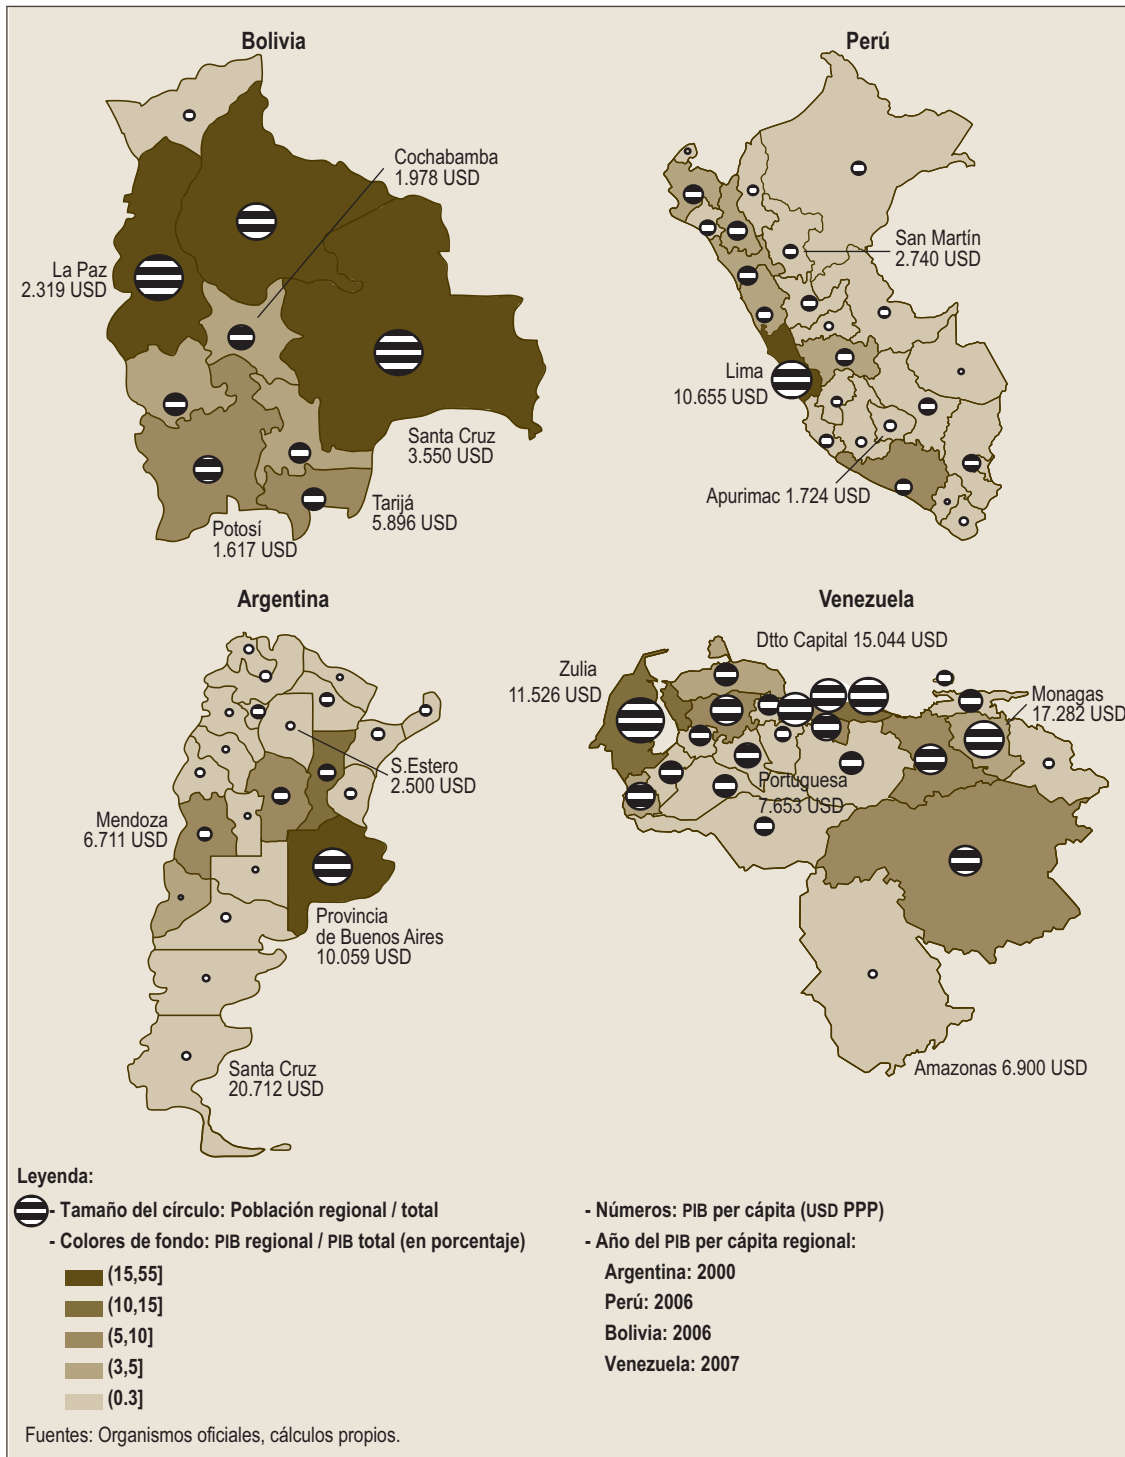 Bolivia
Cochabamba
1.978 USD
La Paz
2.319 USD
Santa Cruz
3.550 USD
Tarijá
5.896 USD
Potosí
1.617 USD
Perú
San Martín
2.740 USD
Lima
10.655 USD
Apurimac 1.724 USD
Argentina
S.Estero
2.500 USD
Mendoza
6.711 USD
Provincia
de Buenos Aires
10.059 USD
Santa Cruz
20.712 USD
Venezuela
Dtto Capital 15.044 USD
Zulia
11.526 USD
Monagas
17.282 USD
Portuguesa
7.653 USD
Amazonas 6.900 USD
Leyenda:
- Tamaño del círculo: Población regional / total
- Colores de fondo: PIB regional / PIB total (en porcentaje)
(15,55]
(10,15]
(5,10]
(3,5]
(0.3]
- Números: PIB per cápita (USD PPP)
- Año del PIB per cápita regional:
Argentina: 2000
Perú: 2006
Bolivia: 2006
Venezuela: 2007
Fuentes: Organismos oficiales, cálculos propios.